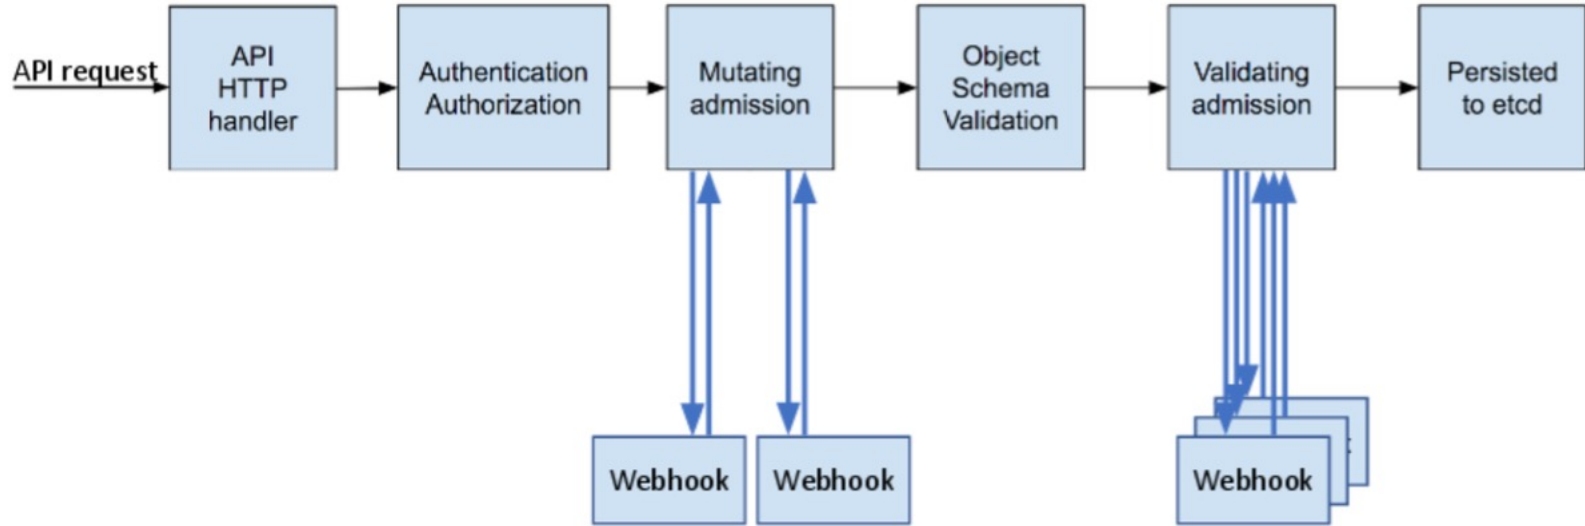 API request
API
HTTP
handler
Authentication
Authorization
Mutating
admission
Object
Schema
Validation
Validating
admission
Persisted
to etcd
Webhook
Webhook
Webhook